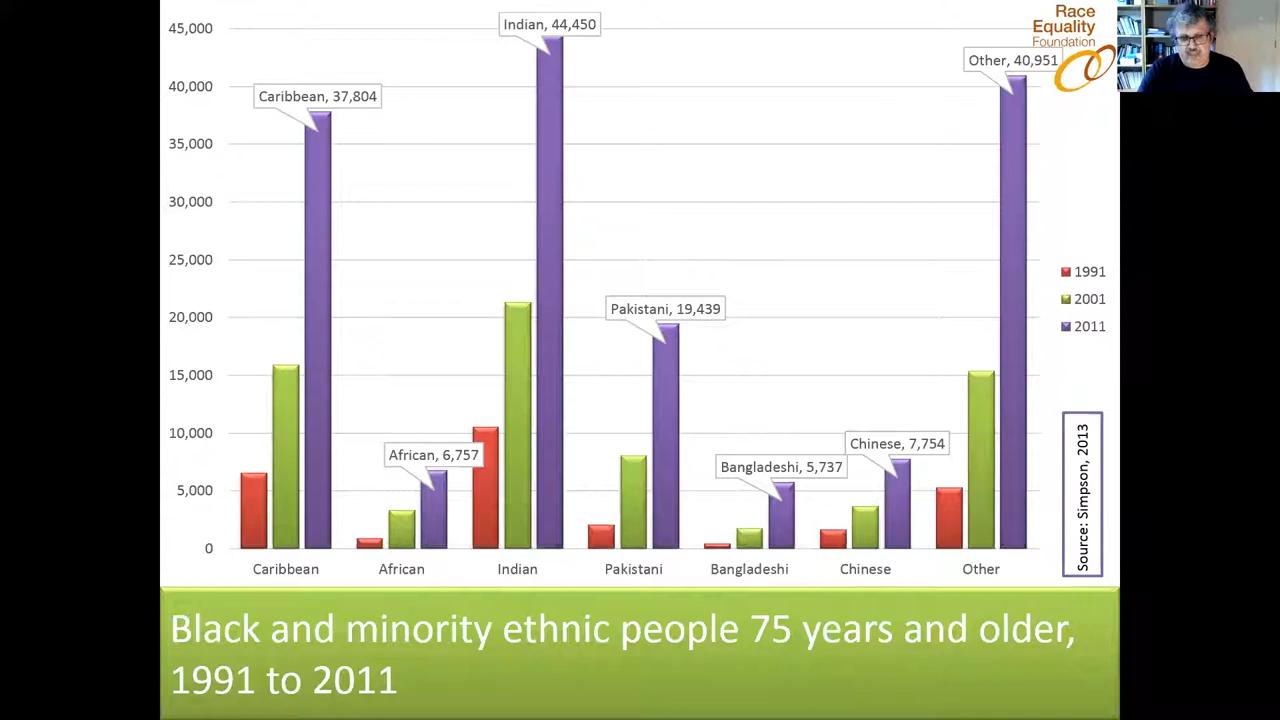 45,000
40,000
35,000
30,000
25,000
20,000
15,000
10,000
5,000
0
Caribbean, 37,804
African, 6,757
Indian, 44,450
Pakistani, 19,439
Bangladeshi, 5,737
Chinese, 7,754
Other, 40,951
Caribbean
African
Indian
Pakistani
Bangladeshi
Chinese
Other
Race
Equality
Foundation
1991
2001
2011
Source: Simpson, 2013
Black and minority ethnic people 75 years and older,
1991 to 2011